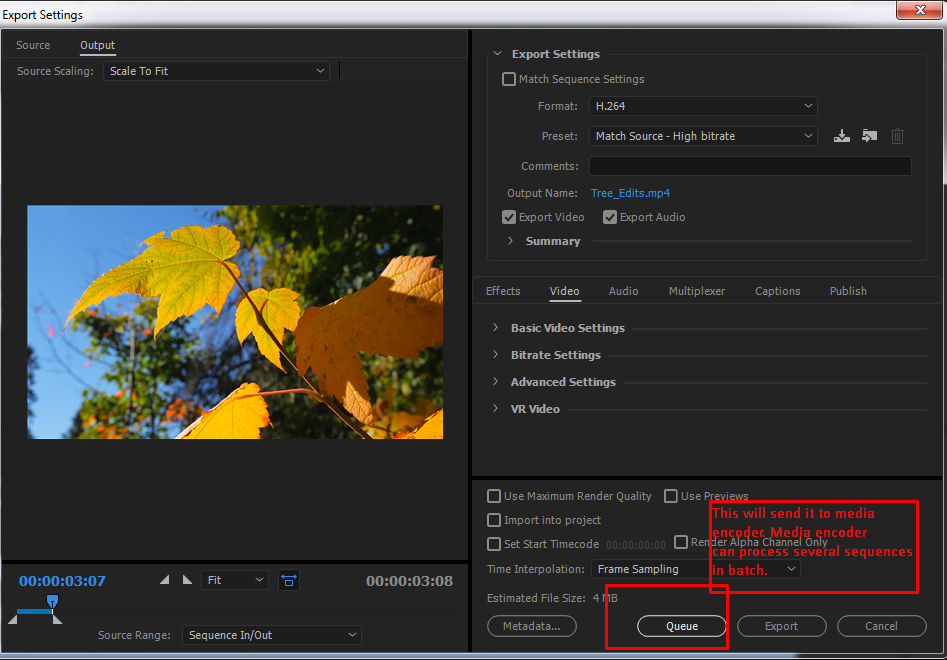 Export Settings
Source
Output
Source Scaling:
Scale To Fit
00:00:03:07
Fit
00:00:03:08
Source Range:
Sequence In/Out
Export Settings
Match Sequence Settings
Format:
H.264
Preset:
Match Source - High bitrate
Comments:
Output Name:
Tree_Edits.mp4
Export Video
Export Audio
Summary
Effects
Video
Audio
Multiplexer
Captions
Publish
Basic Video Settings
Bitrate Settings
Advanced Settings
VR Video
Use Maximum Render Quality
Use Previews
Import into project
Set Start Timecode
00:00:00:00
Render Alpha Channel Only
Time Interpolation:
Frame Sampling
This will send it to media
encoder. Media encoder
can process several sequences
in batch.
Estimated File Size:
4 MB
Metadata...
Queue
Export
Cancel